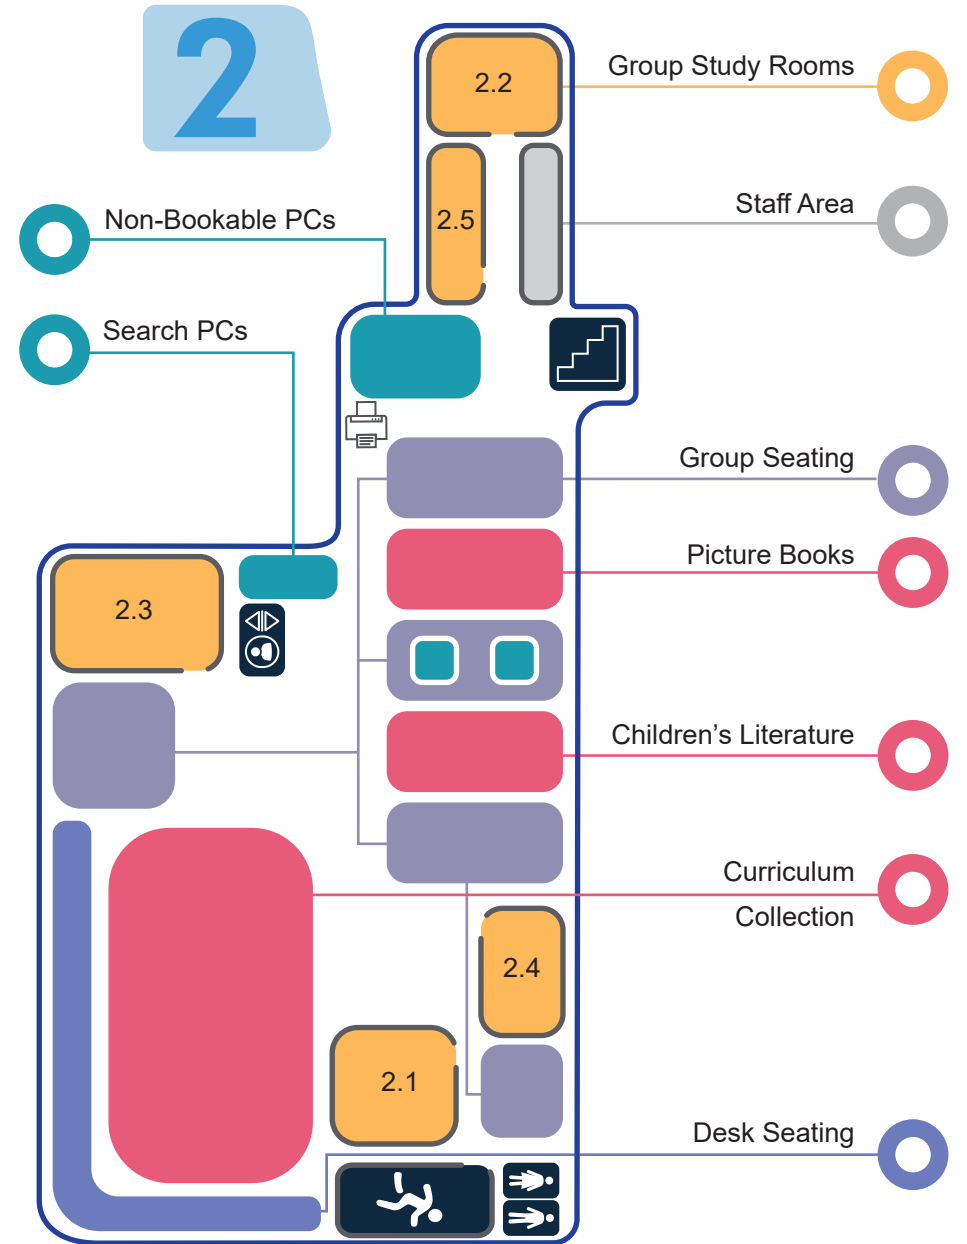 2
2.2
Group Study Rooms
Staff Area
2.5
Non-Bookable PCs
Search PCs
Group Seating
Picture Books
2.3
Children’s Literature
Curriculum
Collection
2.4
2.1
Desk Seating